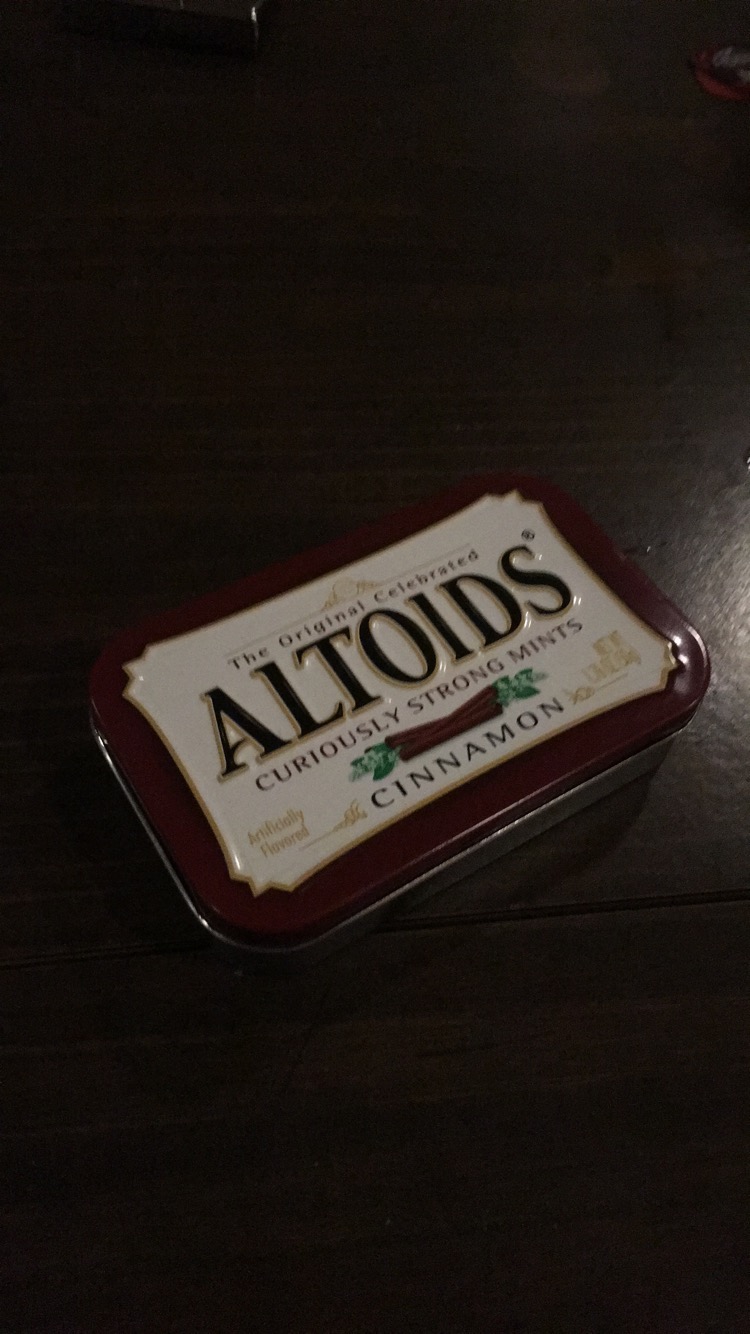 The Original Celebrated
ALTOIDS®
CURIOUSLY STRONG MINTS
CINNAMON
Artificially
Flavored